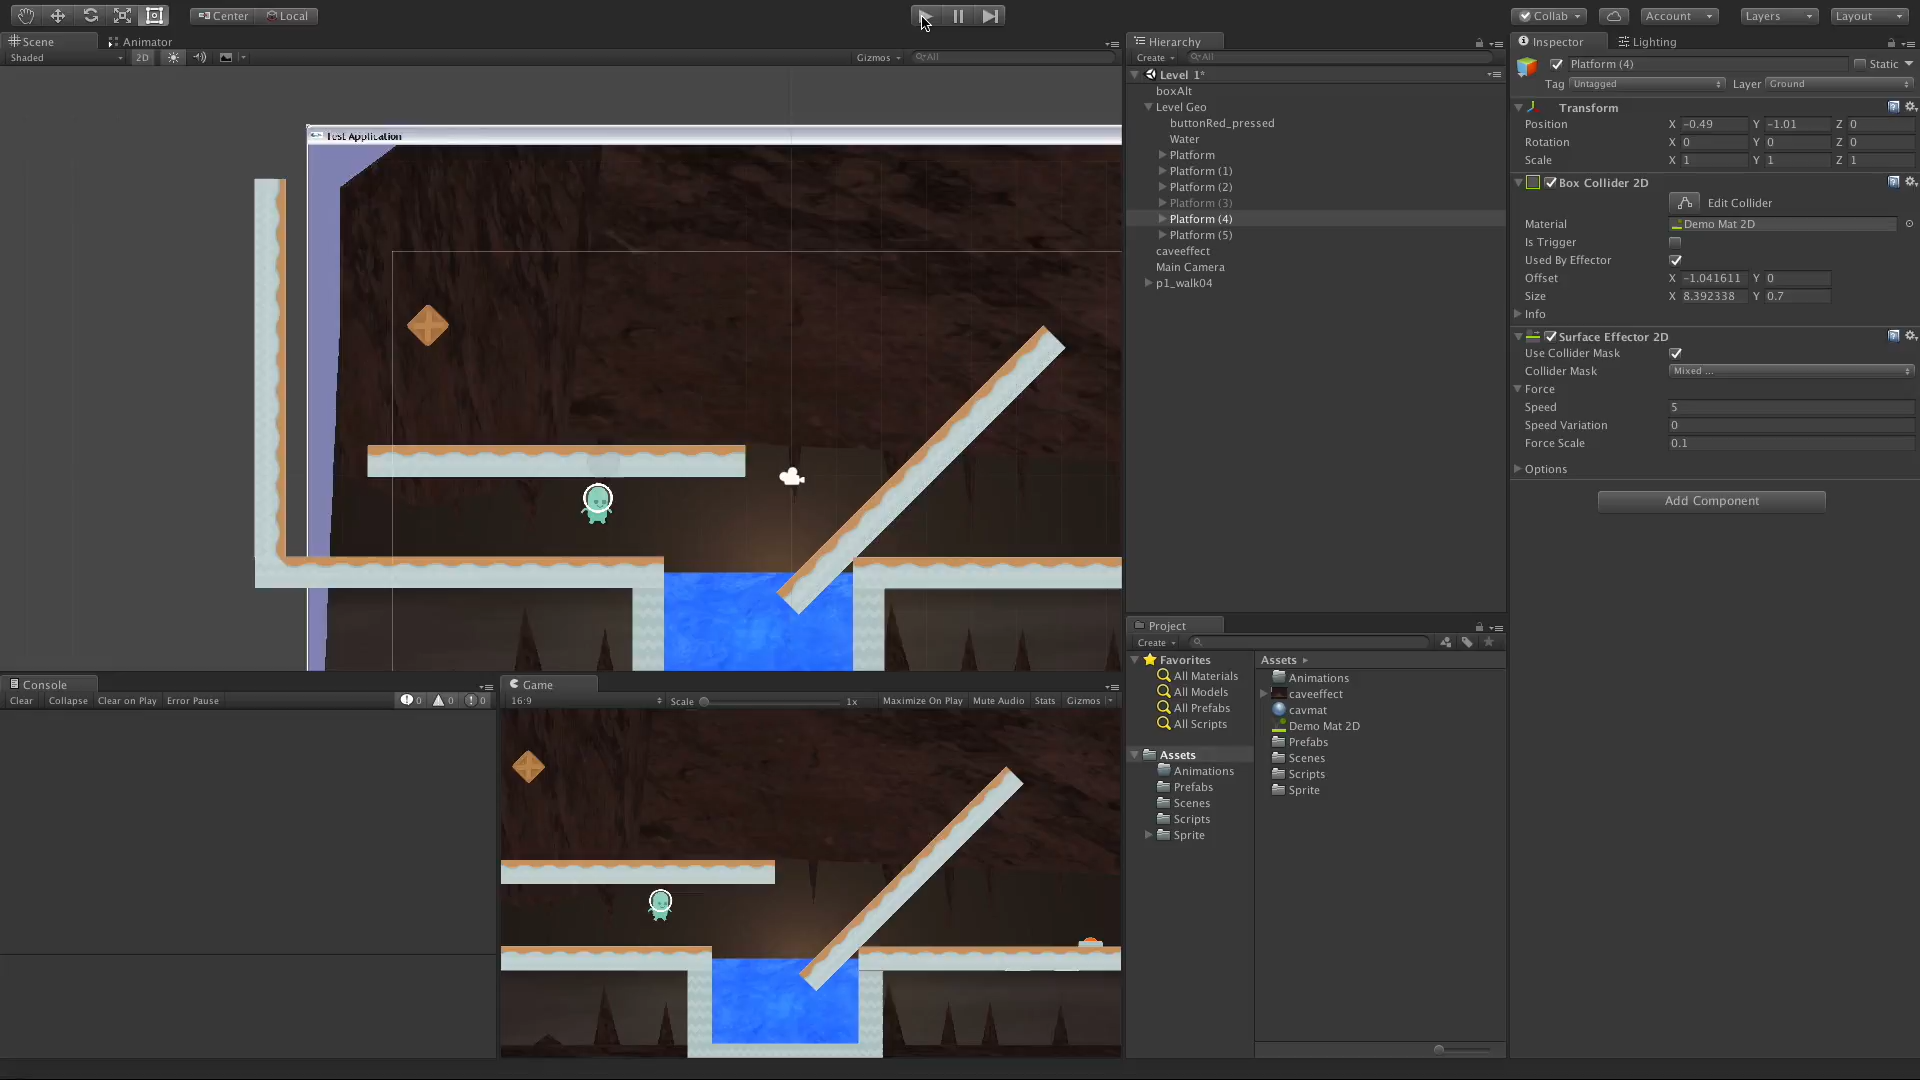 Center
Local
Collab
Account
Layers
Layout
Scene
Animator
Shaded
2D
Gizmos
All
Test Application
Hierarchy
Create
All
Level 1*
boxAlt
Level Geo
buttonRed_pressed
Water
Platform
Platform (1)
Platform (2)
Platform (3)
Platform (4)
Platform (5)
caveeffect
Main Camera
p1_walk04
Inspector
Lighting
Platform (4)
Static
Tag Untagged Layer Ground
Transform
Position X -0.49 Y -1.01 Z 0
Rotation X 0 Y 0 Z 0
Scale X 1 Y 1 Z 1
Box Collider 2D
Edit Collider
Material Demo Mat 2D
Is Trigger
Used By Effector
Offset X -1.041611 Y 0
Size X 8.392338 Y 0.7
Info
Surface Effector 2D
Use Collider Mask
Collider Mask Mixed ...
Force
Speed 5
Speed Variation 0
Force Scale 0.1
Options
Add Component
Console
Clear Collapse Clear on Play Error Pause 0 0 0
Game
16:9 Scale 1x Maximize On Play Mute Audio Stats Gizmos
Project
Create
Favorites
All Materials
All Models
All Prefabs
All Scripts
Assets
Animations
Prefabs
Scenes
Scripts
Sprite
Assets
Animations
caveeffect
cavmat
Demo Mat 2D
Prefabs
Scenes
Scripts
Sprite